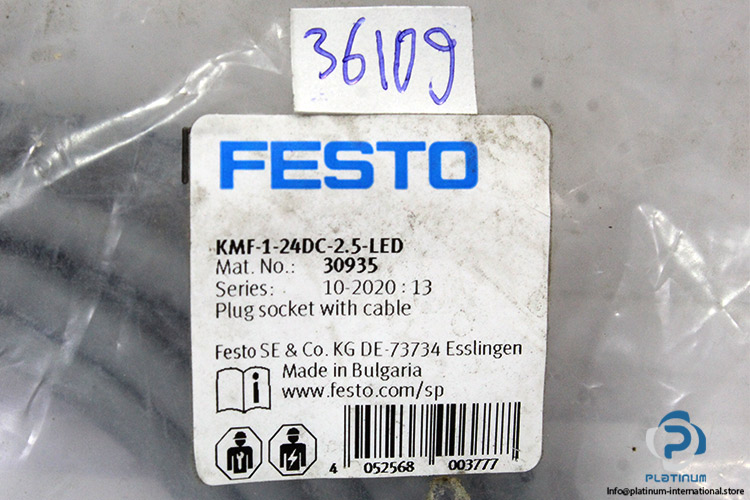 36109
FESTO
KMF-1-24DC-2.5-LED
Mat. No.: 30935
Series: 10-2020 : 13
Plug socket with cable
Festo SE & Co. KG DE-73734 Esslingen
Made in Bulgaria
www.festo.com/sp
4 052568 003777
PLATINUM
Info@platinum-international.store